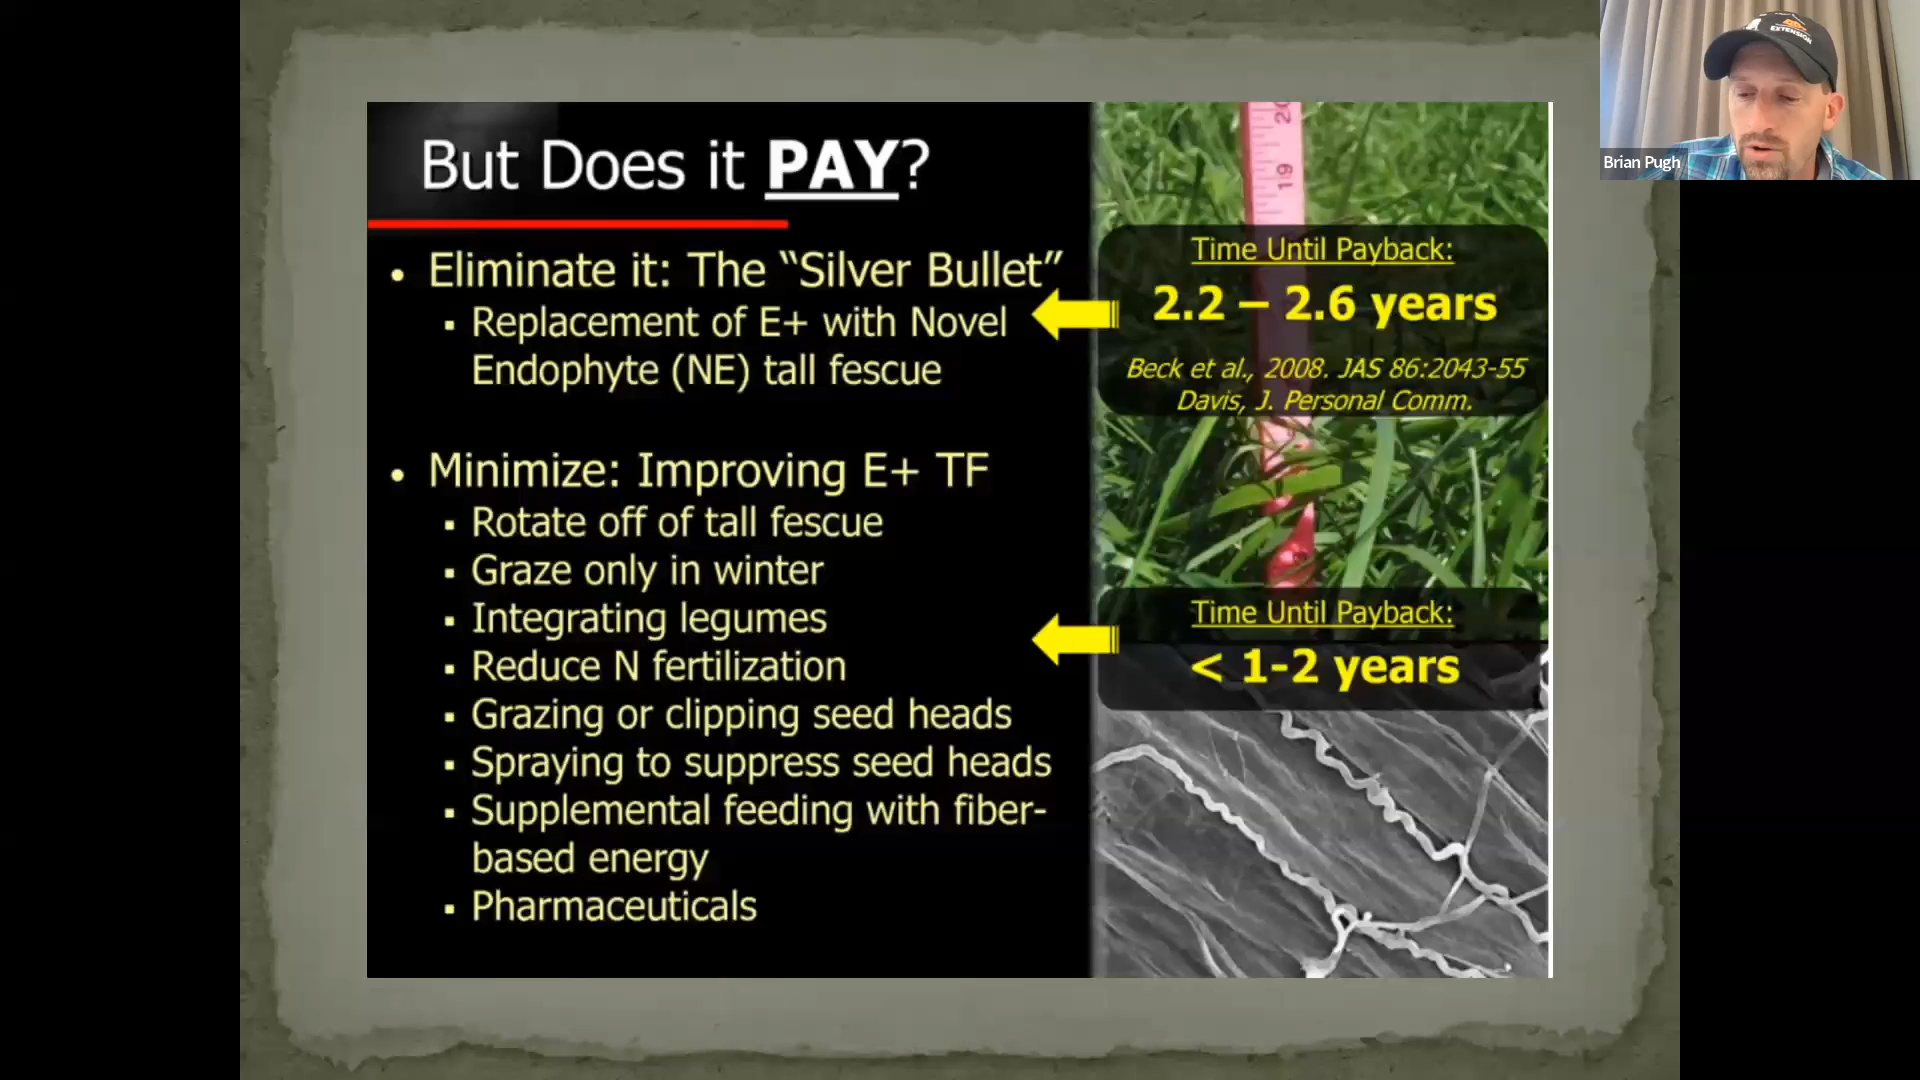 But Does it PAY?
• Eliminate it: The “Silver Bullet”
▪ Replacement of E+ with Novel
Endophyte (NE) tall fescue
• Minimize: Improving E+ TF
▪ Rotate off of tall fescue
▪ Graze only in winter
▪ Integrating legumes
▪ Reduce N fertilization
▪ Grazing or clipping seed heads
▪ Spraying to suppress seed heads
▪ Supplemental feeding with fiber-
based energy
▪ Pharmaceuticals
20
19
Time Until Payback:
2.2 – 2.6 years
Beck et al., 2008. JAS 86:2043-55
Davis, J. Personal Comm.
Time Until Payback:
< 1-2 years
EXTENSION
Brian Pugh